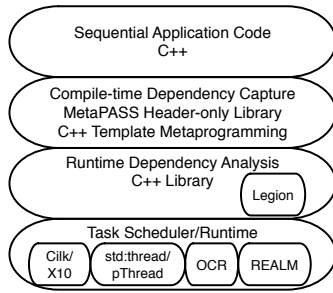 Sequential Application Code
C++
Compile-time Dependency Capture
MetaPASS Header-only Library
C++ Template Metaprogramming
Runtime Dependency Analysis
C++ Library
Legion
Task Scheduler/Runtime
Cilk/
X10
std:thread/
pThread
OCR
REALM